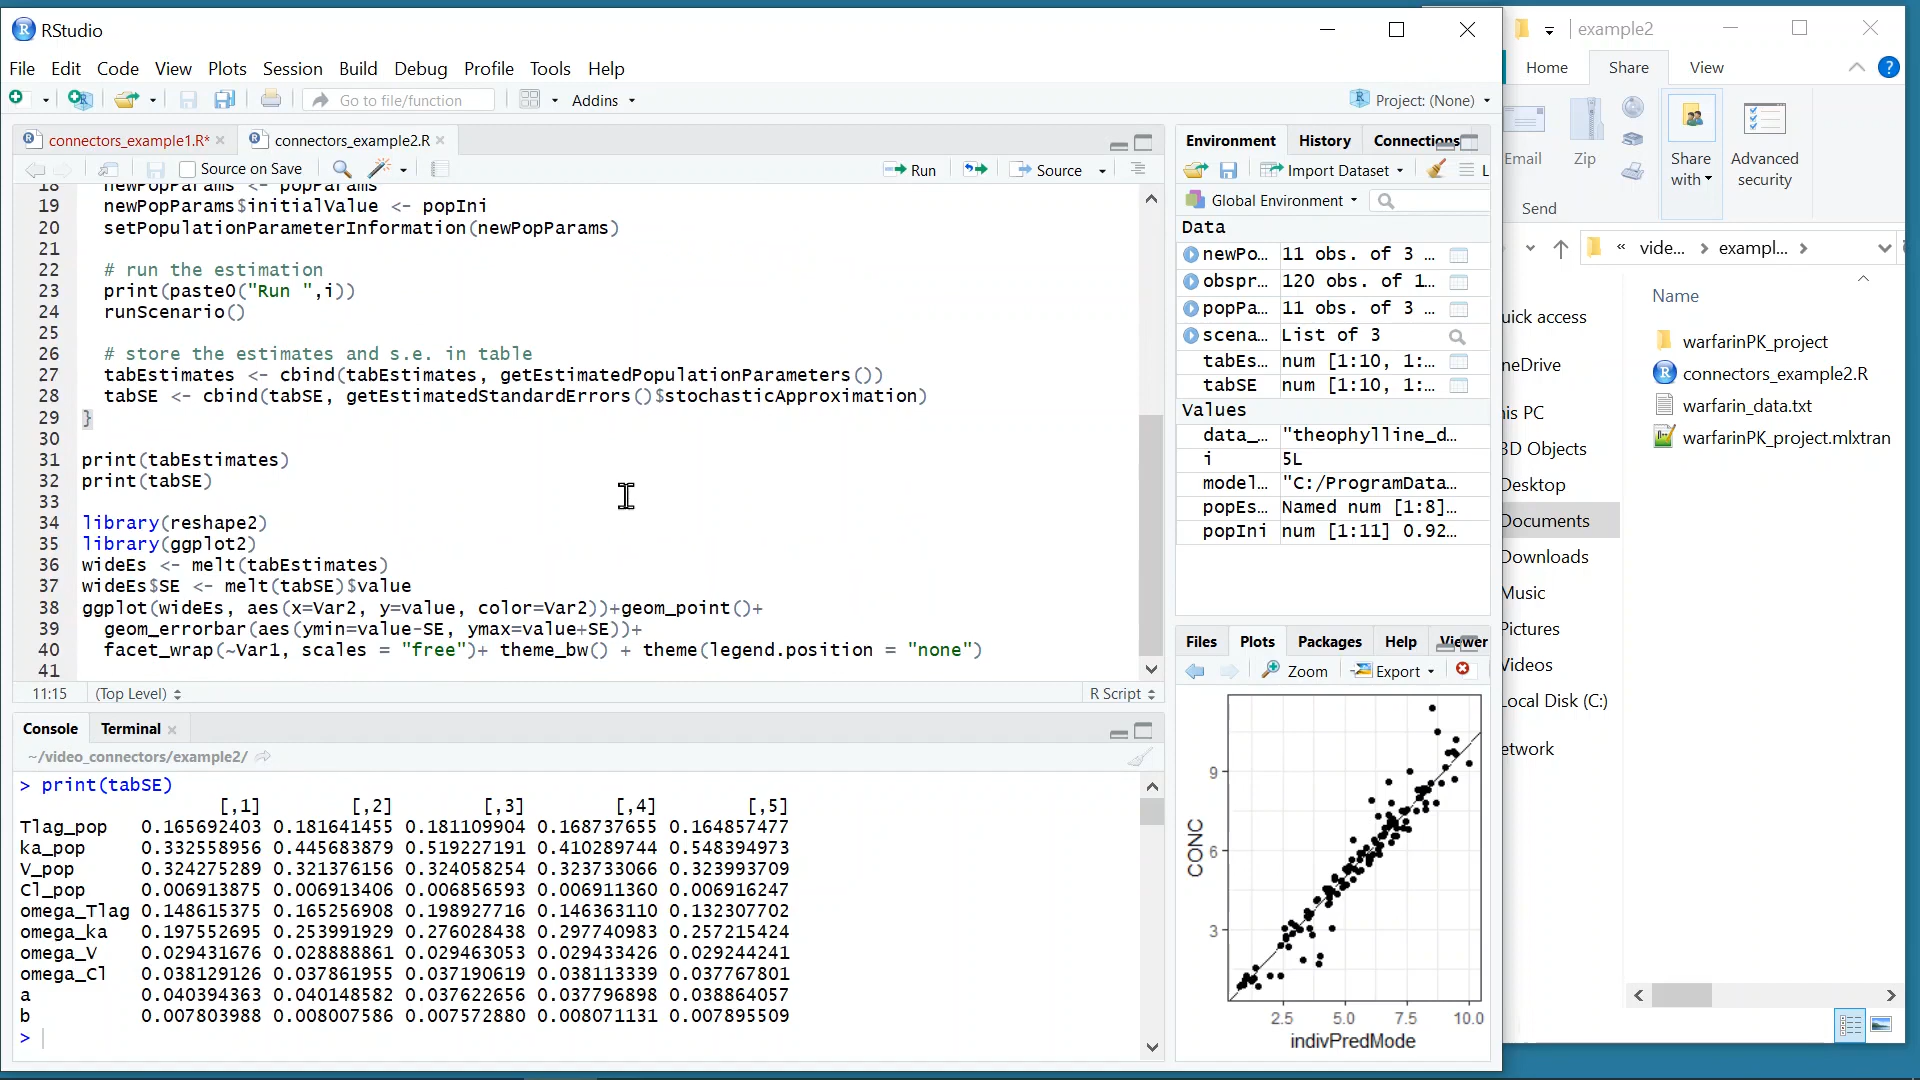 RStudio
File Edit Code View Plots Session Build Debug Profile Tools Help
Go to file/function
Addins
Project: (None)
connectors_example1.R*
connectors_example2.R
Source on Save
Run
Source
18 newPopParams <- popParams
19 newPopParams$initialValue <- popIni
20 setPopulationParameterInformation(newPopParams)
21
22 # run the estimation
23 print(paste0("Run ",i))
24 runScenario()
25
26 # store the estimates and s.e. in table
27 tabEstimates <- cbind(tabEstimates, getEstimatedPopulationParameters())
28 tabSE <- cbind(tabSE, getEstimatedStandardErrors()$stochasticApproximation)
29 }
30
31 print(tabEstimates)
32 print(tabSE)
33
34 library(reshape2)
35 library(ggplot2)
36 wideEs <- melt(tabEstimates)
37 wideEs$SE <- melt(tabSE)$value
38 ggplot(wideEs, aes(x=Var2, y=value, color=Var2))+geom_point()+
39 geom_errorbar(aes(ymin=value-SE, ymax=value+SE))+
40 facet_wrap(~Var1, scales = "free")+ theme_bw() + theme(legend.position = "none")
41
11:15 (Top Level) R Script
Console Terminal
~/video_connectors/example2/
> print(tabSE)
[,1] [,2] [,3] [,4] [,5]
Tlag_pop 0.165692403 0.181641455 0.181109904 0.168737655 0.164857477
ka_pop 0.332558956 0.445683879 0.519227191 0.410289744 0.548394973
V_pop 0.324275289 0.321376156 0.324058254 0.323733066 0.323993709
Cl_pop 0.006913875 0.006913406 0.006856593 0.006911360 0.006916247
omega_Tlag 0.148615375 0.165256908 0.198927716 0.146363110 0.132307702
omega_ka 0.197552695 0.253991929 0.276028438 0.297740983 0.257215424
omega_V 0.029431676 0.028888861 0.029463053 0.029433426 0.029244241
omega_Cl 0.038129126 0.037861955 0.037190619 0.038113339 0.037767801
a 0.040394363 0.040148582 0.037622656 0.037796898 0.038864057
b 0.007803988 0.008007586 0.007572880 0.008071131 0.007895509
>
Environment History Connections
Import Dataset L
Global Environment
Data
newPo... 11 obs. of 3 ...
obspr... 120 obs. of 1...
popPa... 11 obs. of 3 ...
scena... List of 3
tabEs... num [1:10, 1:...
tabSE num [1:10, 1:...
Values
data_... "theophylline_d...
i 5L
model... "C:/ProgramData...
popEs... Named num [1:8]...
popIni num [1:11] 0.92...
Files Plots Packages Help Viewer
Zoom Export
CONC
9
6
3
2.5 5.0 7.5 10.0
indivPredMode
example2
Home Share View
Email
Zip
Share with
Advanced security
Send
« vide... > exampl... >
Name
uick access
neDrive
his PC
3D Objects
Desktop
Documents
Downloads
Music
Pictures
Videos
Local Disk (C:)
etwork
warfarinPK_project
connectors_example2.R
warfarin_data.txt
warfarinPK_project.mlxtran